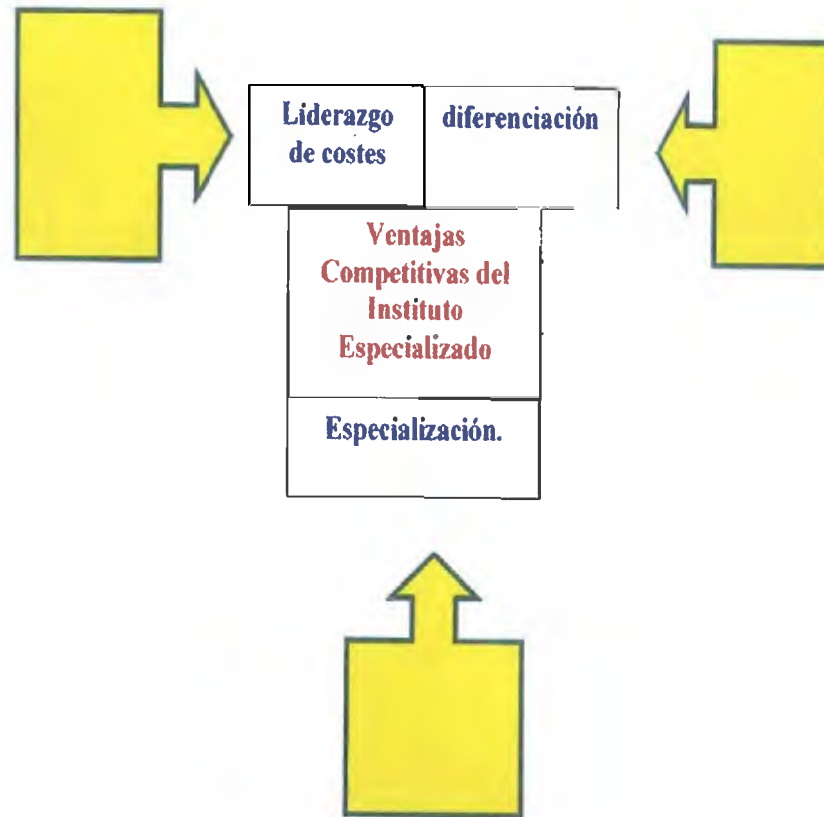 Liderazgo
de costes
diferenciación
Ventajas
Competitivas del
Instituto
Especializado
Especialización.